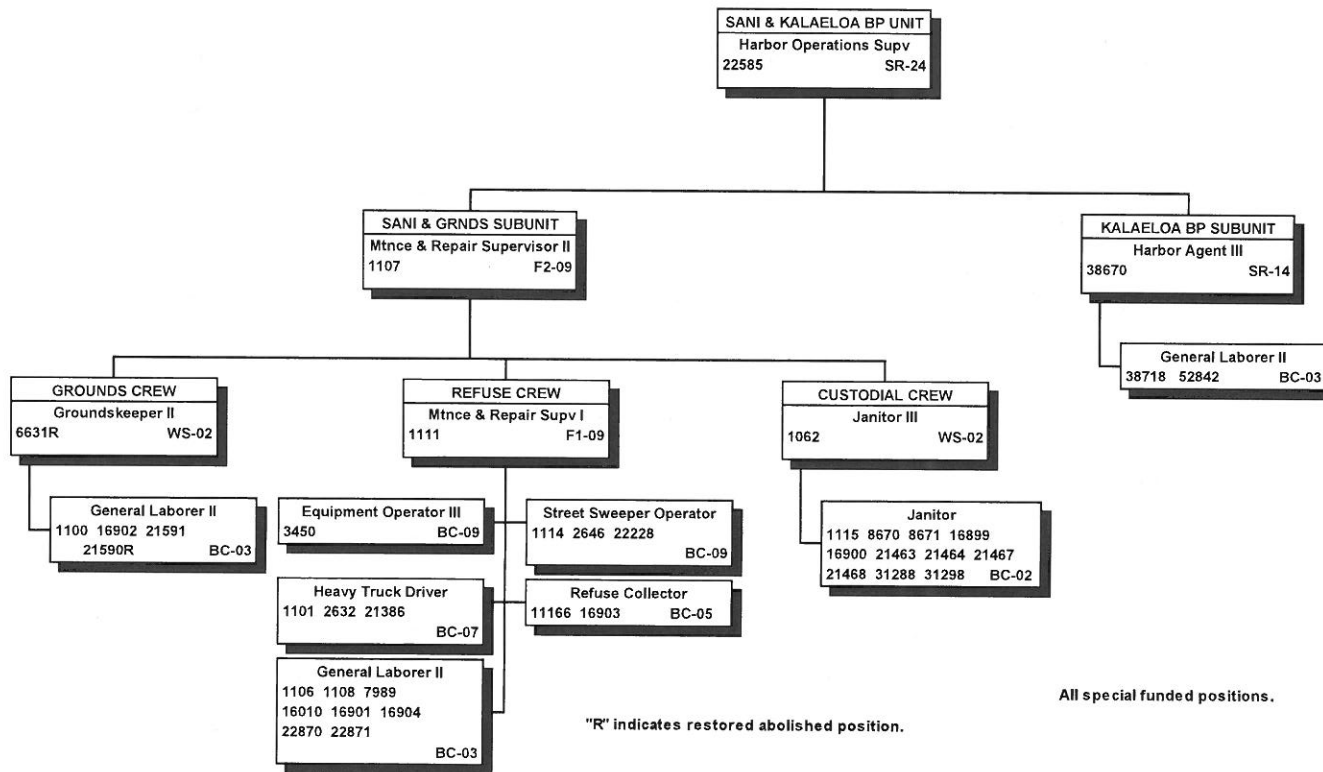 SANI & KALAELOA BP UNIT
Harbor Operations Supv
22585 SR-24
SANI & GRNDS SUBUNIT
Mtnce & Repair Supervisor II
1107 F2-09
KALAELOA BP SUBUNIT
Harbor Agent III
38670 SR-14
General Laborer II
38718 52842 BC-03
GROUNDS CREW
Groundskeeper II
6631R WS-02
General Laborer II
1100 16902 21591
21590R BC-03
REFUSE CREW
Mtnce & Repair Supv I
1111 F1-09
Equipment Operator III
3450 BC-09
Street Sweeper Operator
1114 2646 22228
BC-09
Heavy Truck Driver
1101 2632 21386
BC-07
Refuse Collector
11166 16903 BC-05
General Laborer II
1106 1108 7989
16010 16901 16904
22870 22871
BC-03
CUSTODIAL CREW
Janitor III
1062 WS-02
Janitor
1115 8670 8671 16899
16900 21463 21464 21467
21468 31288 31298 BC-02
All special funded positions.
"R" indicates restored abolished position.